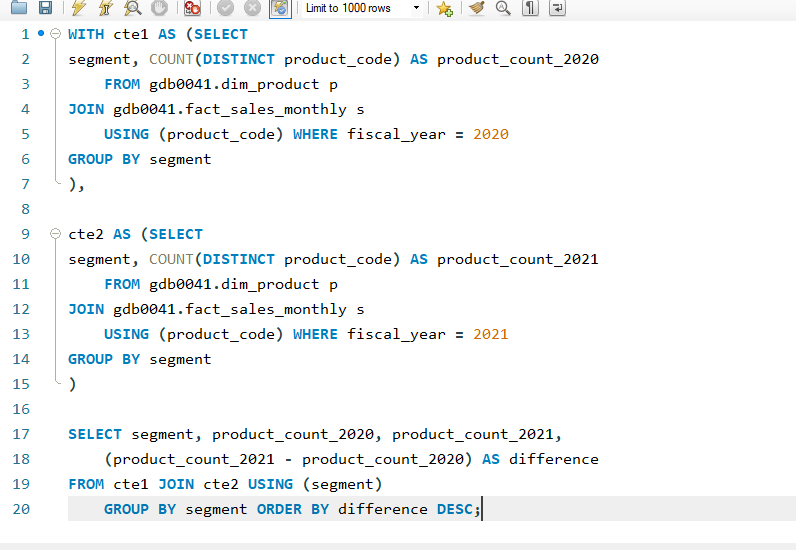 Limit to 1000 rows
1 WITH cte1 AS (SELECT
2 segment, COUNT(DISTINCT product_code) AS product_count_2020
3 FROM gdb0041.dim_product p
4 JOIN gdb0041.fact_sales_monthly s
5 USING (product_code) WHERE fiscal_year = 2020
6 GROUP BY segment
7 ),
8
9 cte2 AS (SELECT
10 segment, COUNT(DISTINCT product_code) AS product_count_2021
11 FROM gdb0041.dim_product p
12 JOIN gdb0041.fact_sales_monthly s
13 USING (product_code) WHERE fiscal_year = 2021
14 GROUP BY segment
15 )
16
17 SELECT segment, product_count_2020, product_count_2021,
18 (product_count_2021 - product_count_2020) AS difference
19 FROM cte1 JOIN cte2 USING (segment)
20 GROUP BY segment ORDER BY difference DESC;